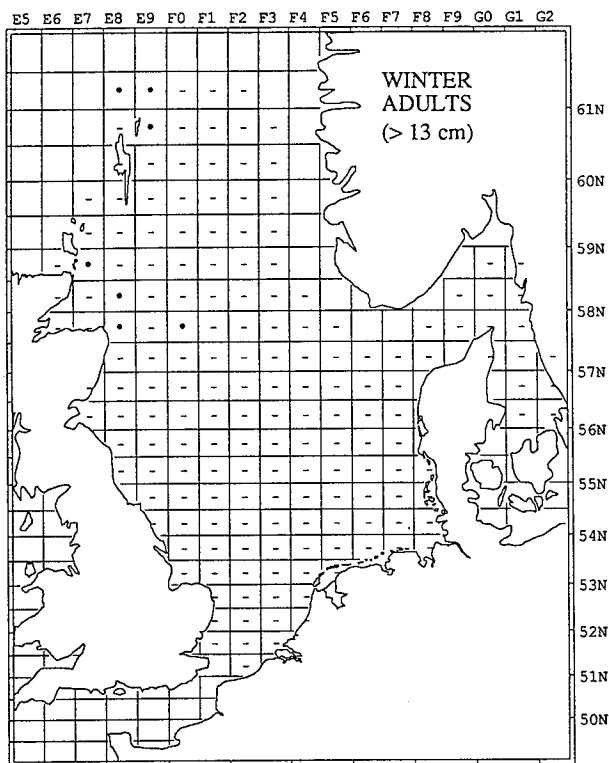 E5 E6 E7 E8 E9 F0 F1 F2 F3 F4 F5 F6 F7 F8 F9 G0 G1 G2
WINTER
ADULTS
(> 13 cm)
61N
60N
59N
58N
57N
56N
55N
54N
53N
52N
51N
50N